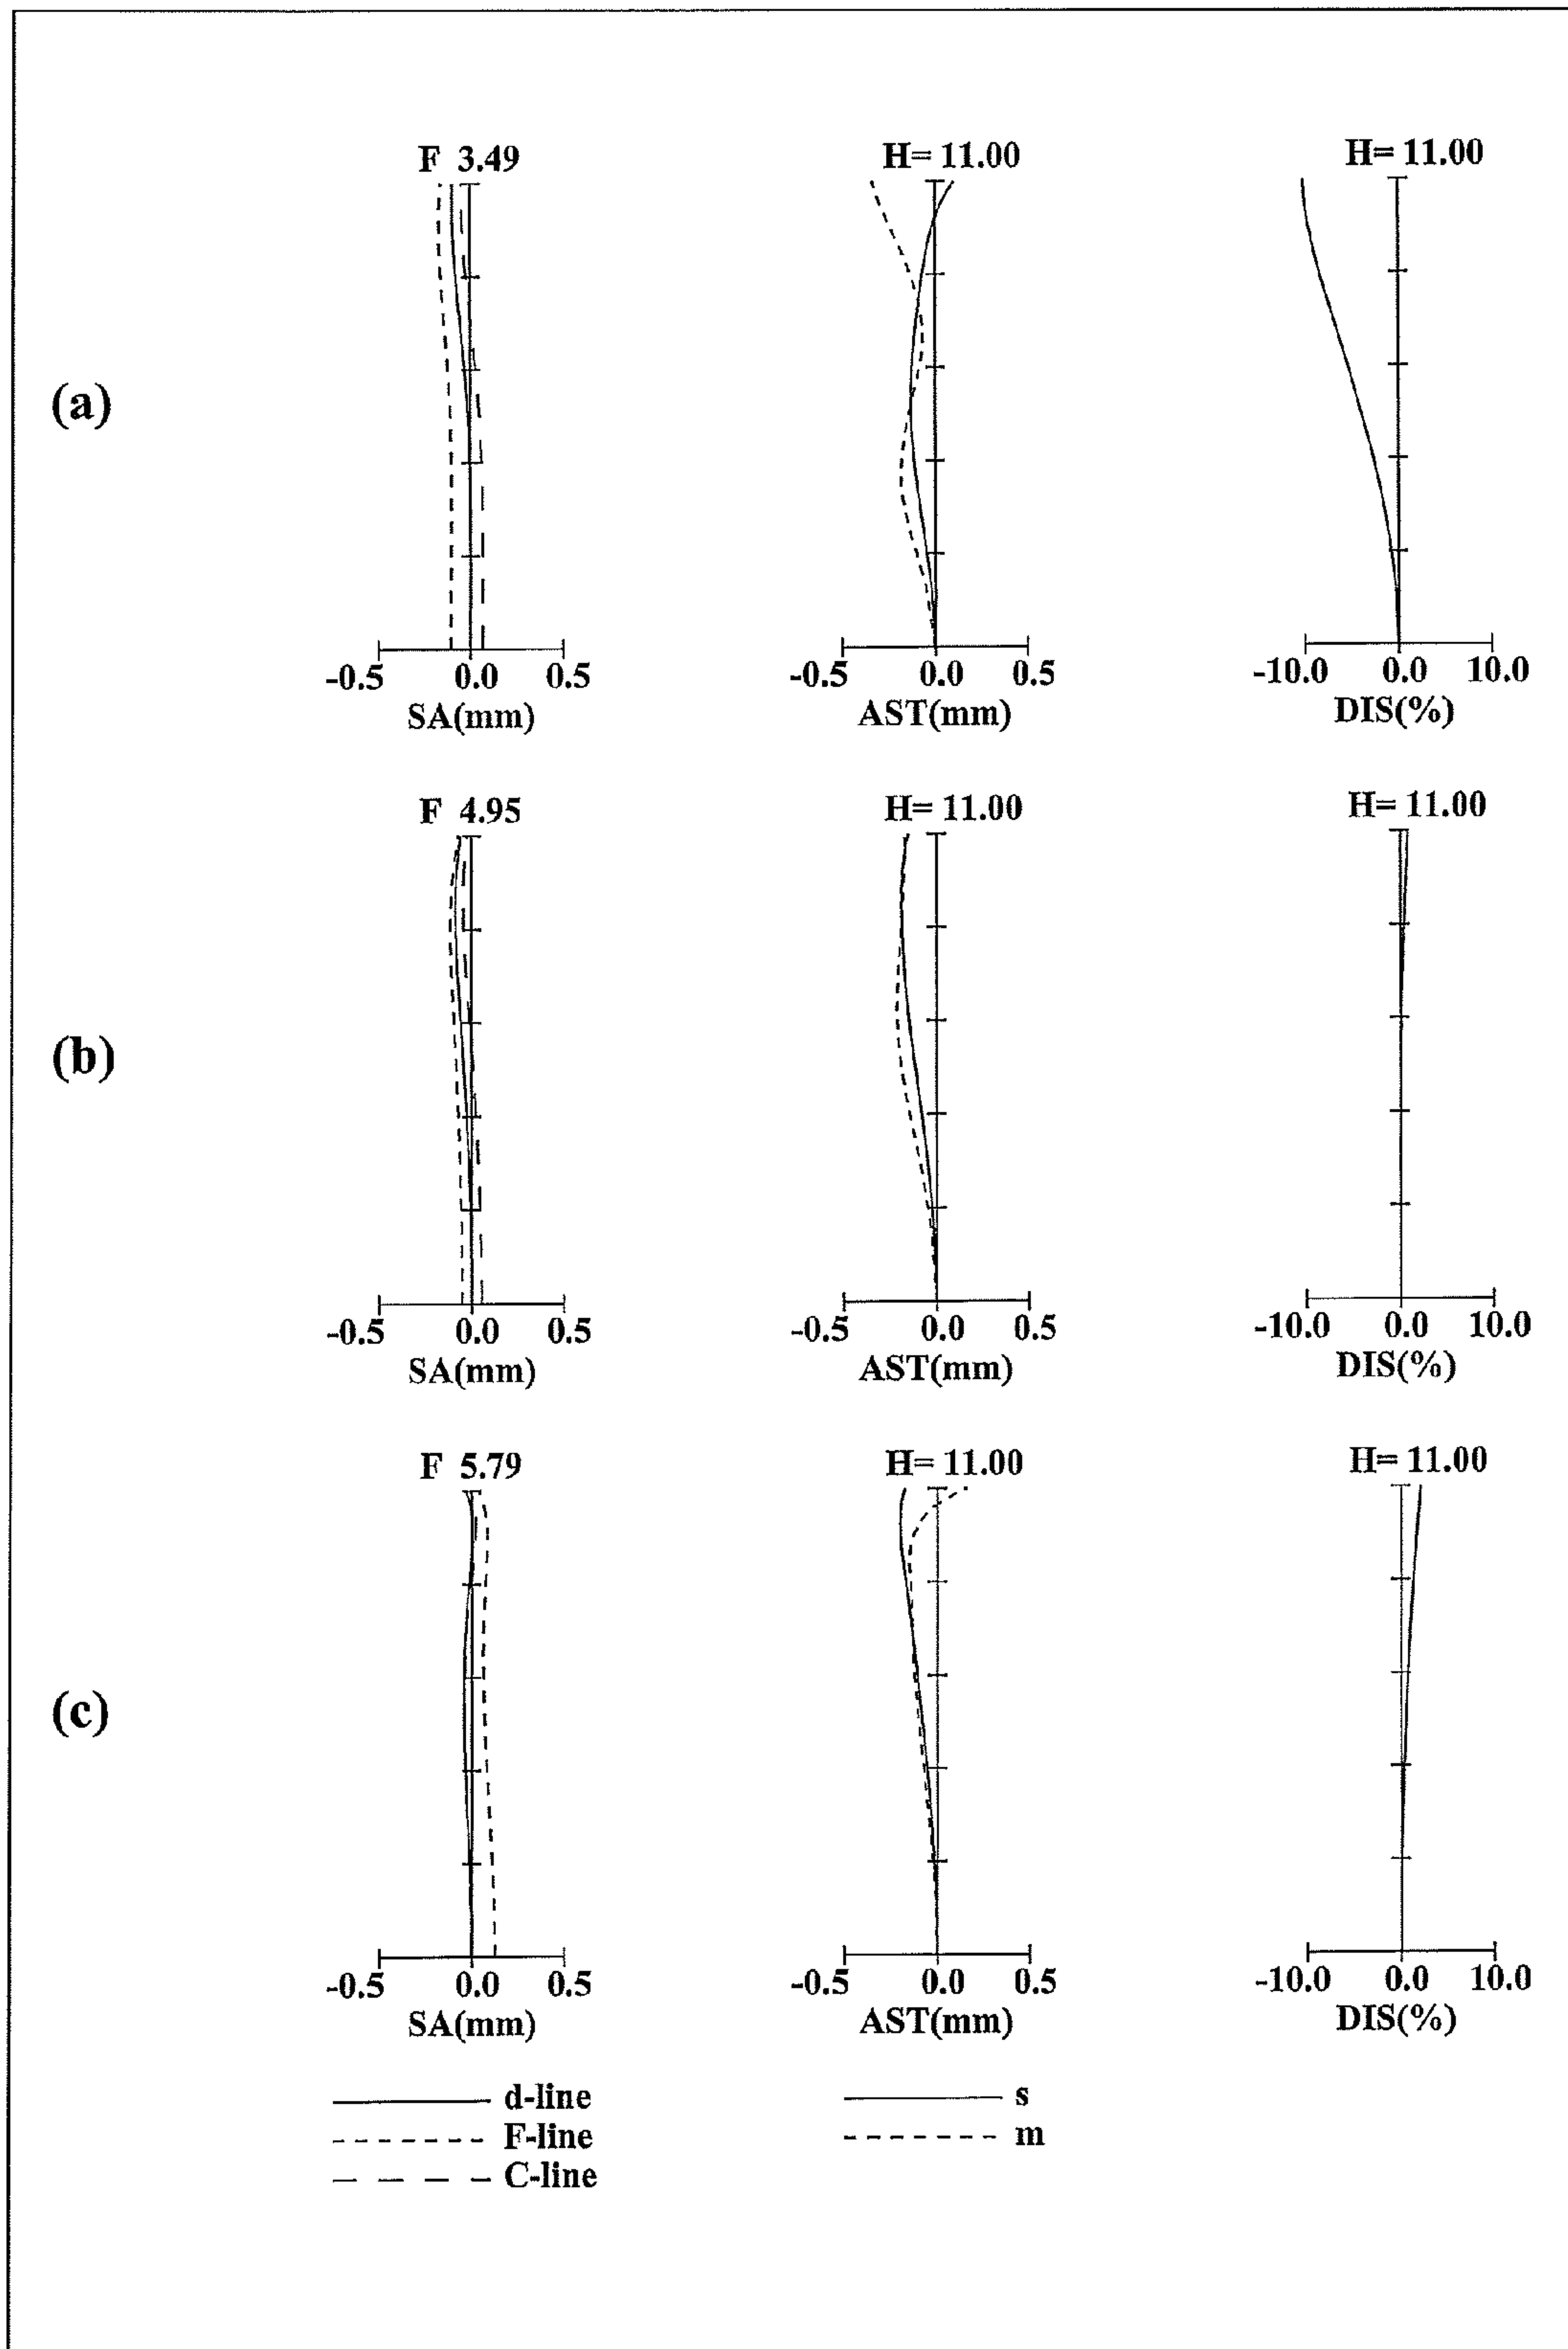 F 3.49 H= 11.00 H= 11.00
(a)
-0.5 0.0 0.5 -0.5 0.0 0.5 -10.0 0.0 10.0
SA(mm) AST(mm) DIS(%)
F 4.95 H= 11.00 H= 11.00
(b)
-0.5 0.0 0.5 -0.5 0.0 0.5 -10.0 0.0 10.0
SA(mm) AST(mm) DIS(%)
F 5.79 H= 11.00 H= 11.00
(c)
-0.5 0.0 0.5 -0.5 0.0 0.5 -10.0 0.0 10.0
SA(mm) AST(mm) DIS(%)
d-line s
F-line m
C-line